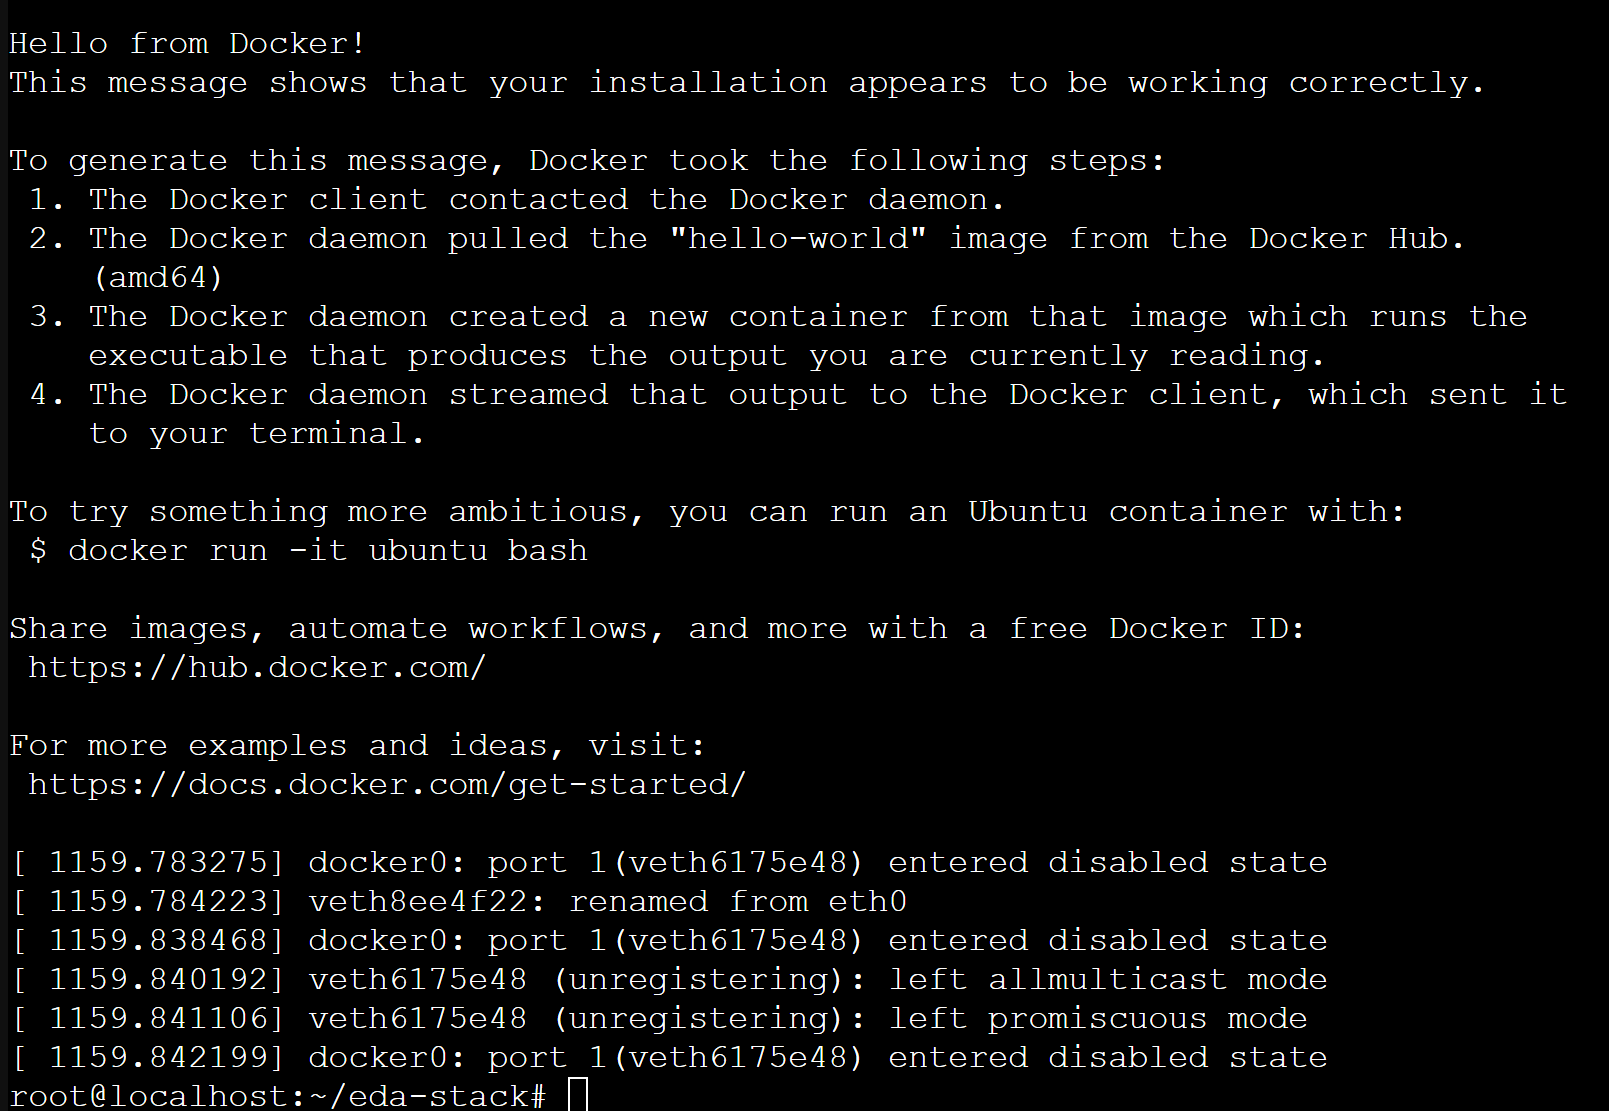 Hello from Docker!
This message shows that your installation appears to be working correctly.

To generate this message, Docker took the following steps:
 1. The Docker client contacted the Docker daemon.
 2. The Docker daemon pulled the "hello-world" image from the Docker Hub.
    (amd64)
 3. The Docker daemon created a new container from that image which runs the
    executable that produces the output you are currently reading.
 4. The Docker daemon streamed that output to the Docker client, which sent it
    to your terminal.

To try something more ambitious, you can run an Ubuntu container with:
 $ docker run -it ubuntu bash

Share images, automate workflows, and more with a free Docker ID:
 https://hub.docker.com/

For more examples and ideas, visit:
 https://docs.docker.com/get-started/

[ 1159.783275] docker0: port 1(veth6175e48) entered disabled state
[ 1159.784223] veth8ee4f22: renamed from eth0
[ 1159.838468] docker0: port 1(veth6175e48) entered disabled state
[ 1159.840192] veth6175e48 (unregistering): left allmulticast mode
[ 1159.841106] veth6175e48 (unregistering): left promiscuous mode
[ 1159.842199] docker0: port 1(veth6175e48) entered disabled state
root@localhost:~/eda-stack#